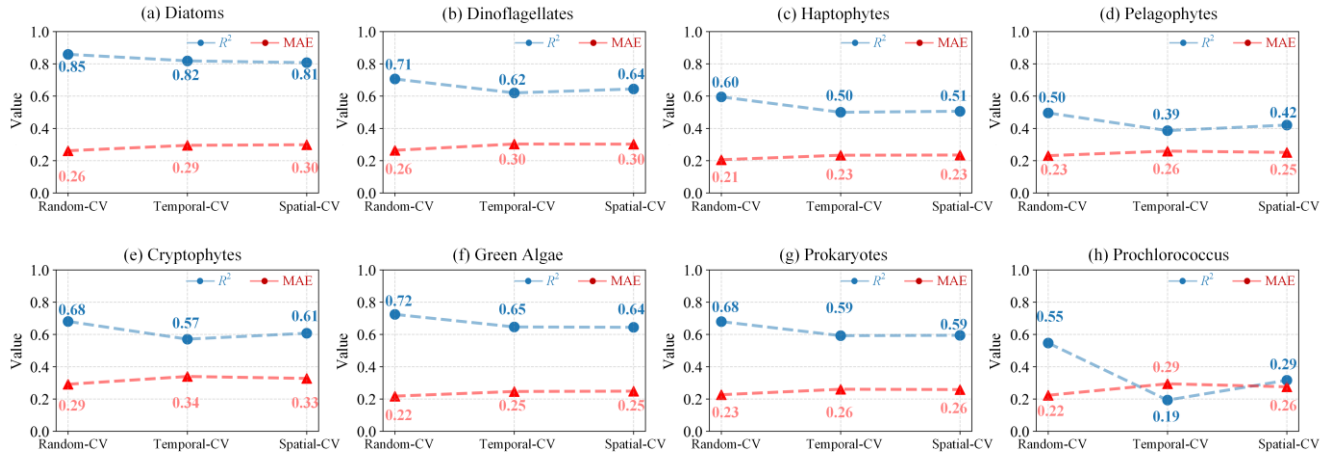 (a) Diatoms
1.0
0.8
0.6
0.4
0.2
0.0
Value
R² MAE
0.85 0.82 0.81
0.26 0.29 0.30
Random-CV Temporal-CV Spatial-CV
(b) Dinoflagellates
1.0
0.8
0.6
0.4
0.2
0.0
Value
R² MAE
0.71 0.62 0.64
0.26 0.30 0.30
Random-CV Temporal-CV Spatial-CV
(c) Haptophytes
1.0
0.8
0.6
0.4
0.2
0.0
Value
R² MAE
0.60 0.50 0.51
0.21 0.23 0.23
Random-CV Temporal-CV Spatial-CV
(d) Pelagophytes
1.0
0.8
0.6
0.4
0.2
0.0
Value
R² MAE
0.50 0.39 0.42
0.23 0.26 0.25
Random-CV Temporal-CV Spatial-CV
(e) Cryptophytes
1.0
0.8
0.6
0.4
0.2
0.0
Value
R² MAE
0.68 0.57 0.61
0.29 0.34 0.33
Random-CV Temporal-CV Spatial-CV
(f) Green Algae
1.0
0.8
0.6
0.4
0.2
0.0
Value
R² MAE
0.72 0.65 0.64
0.22 0.25 0.25
Random-CV Temporal-CV Spatial-CV
(g) Prokaryotes
1.0
0.8
0.6
0.4
0.2
0.0
Value
R² MAE
0.68 0.59 0.59
0.23 0.26 0.26
Random-CV Temporal-CV Spatial-CV
(h) Prochlorococcus
1.0
0.8
0.6
0.4
0.2
0.0
Value
R² MAE
0.55 0.19 0.29
0.22 0.29 0.26
Random-CV Temporal-CV Spatial-CV